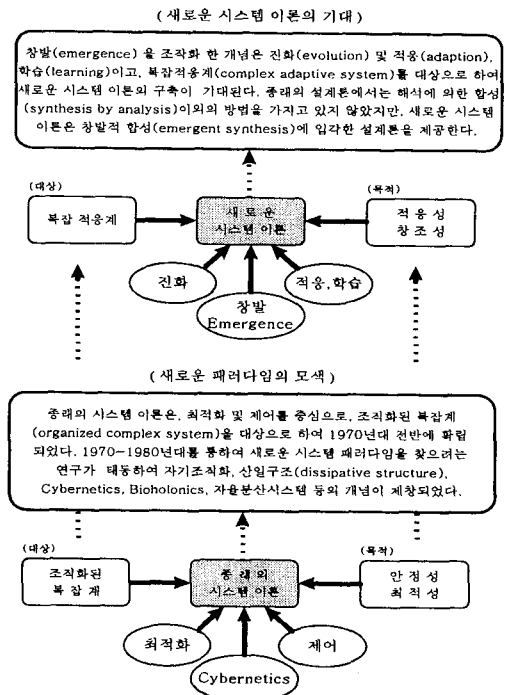 ( 새로운 시스템 이론의 기대 )
창발(emergence) 을 조작화 한 개념은 진화(evolution) 및 적응(adaption),
학습(learning)이고, 복잡적응계(complex adaptive system)를 대상으로 하여
새로운 시스템 이론의 구축이 기대된다. 종래의 설계론에서는 해석에 의한 합성
(synthesis by analysis)이외의 방법을 가지고 있지 않았지만, 새로운 시스템
이론은 창발적 합성(emergent synthesis)에 입각한 설계론을 제공한다.
(대상)
복잡 적응계
새 로 운
시스템 이론
(목적)
적 응 성
창 조 성
진화
창발
Emergence
적응,학습
( 새로운 패러다임의 모색 )
종래의 시스템 이론은, 최적화 및 제어를 중심으로, 조직화된 복잡계
(organized complex system)을 대상으로 하여 1970년대 전반에 확립
되었다. 1970-1980년대를 통하여 새로운 시스템 패러다임을 찾으려는
연구가 태동하여 자기조직화, 산일구조(dissipative structure),
Cybernetics, Bioholonics, 자율분산시스템 등의 개념이 제창되었다.
(대상)
조직화된
복잡 계
종 래 의
시스템 이론
(목적)
안 정 성
최 적 성
최적화
Cybernetics
제어